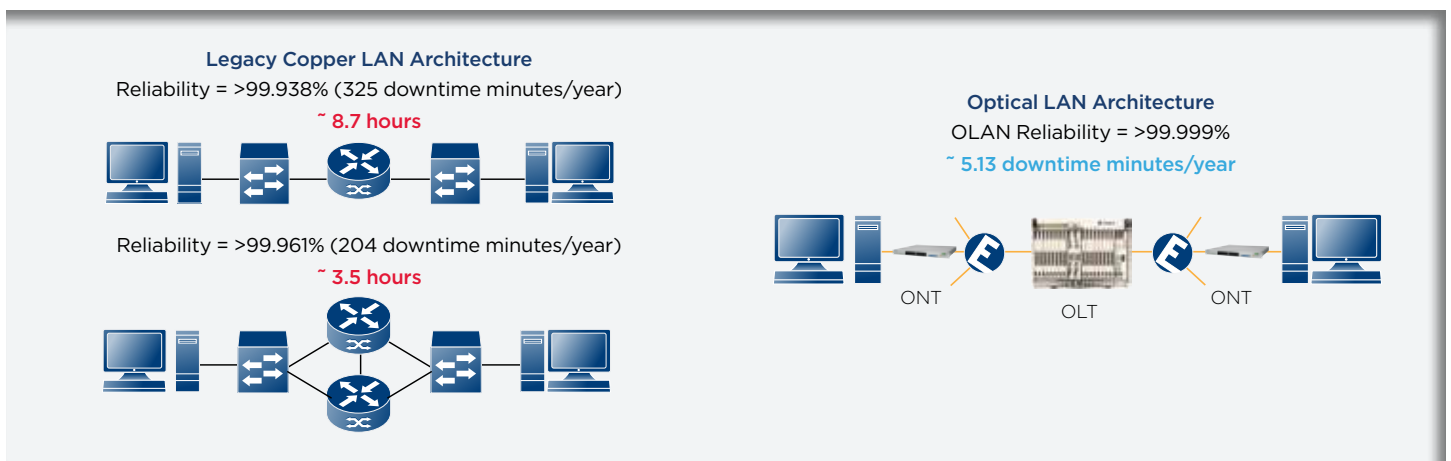 Legacy Copper LAN Architecture
Reliability = >99.938% (325 downtime minutes/year)
~ 8.7 hours
Reliability = >99.961% (204 downtime minutes/year)
~ 3.5 hours
Optical LAN Architecture
OLAN Reliability = >99.999%
~ 5.13 downtime minutes/year
E
E
ONT
OLT
ONT